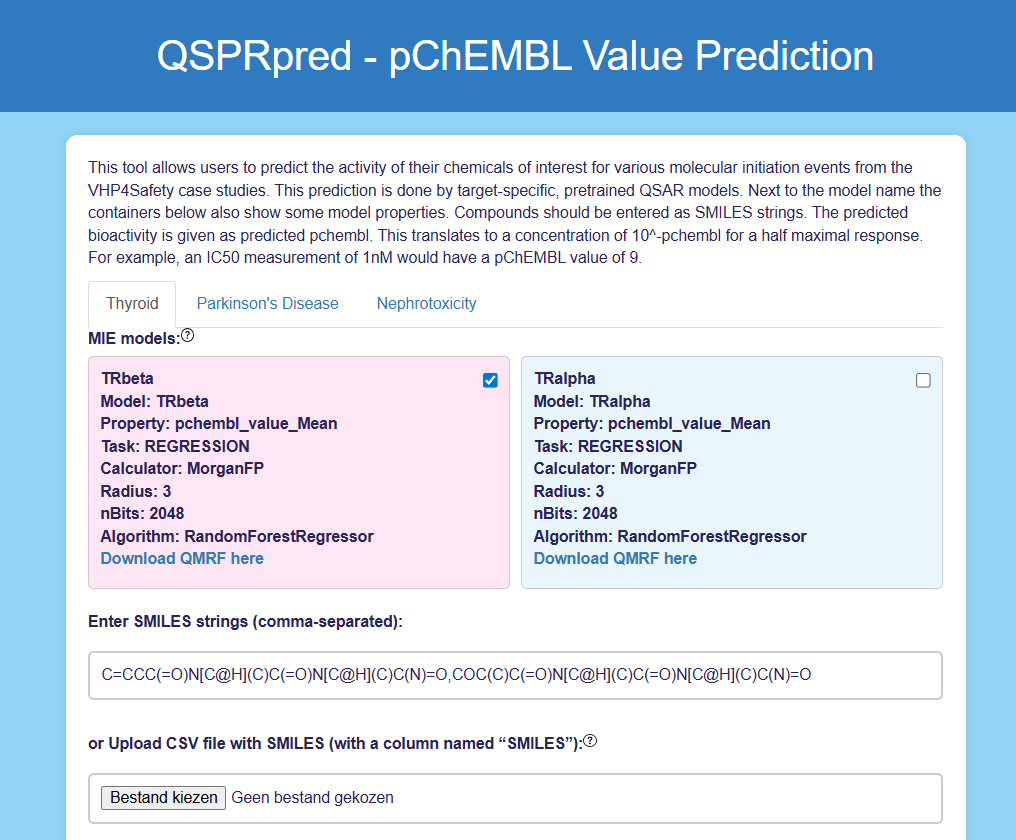 QSPRpred - pChEMBL Value Prediction
This tool allows users to predict the activity of their chemicals of interest for various molecular initiation events from the
VHP4Safety case studies. This prediction is done by target-specific, pretrained QSAR models. Next to the model name the
containers below also show some model properties. Compounds should be entered as SMILES strings. The predicted
bioactivity is given as predicted pchembl. This translates to a concentration of 10^-pchembl for a half maximal response.
For example, an IC50 measurement of 1nM would have a pChEMBL value of 9.
Thyroid Parkinson's Disease Nephrotoxicity
MIE models:?
TRbeta
Model: TRbeta
Property: pchembl_value_Mean
Task: REGRESSION
Calculator: MorganFP
Radius: 3
nBits: 2048
Algorithm: RandomForestRegressor
Download QMRF here
TRalpha
Model: TRalpha
Property: pchembl_value_Mean
Task: REGRESSION
Calculator: MorganFP
Radius: 3
nBits: 2048
Algorithm: RandomForestRegressor
Download QMRF here
Enter SMILES strings (comma-separated):
C=CCC(=O)N[C@H](C)C(=O)N[C@H](C)C(N)=O,COC(C)C(=O)N[C@H](C)C(=O)N[C@H](C)C(N)=O
or Upload CSV file with SMILES (with a column named “SMILES”):?
Bestand kiezen Geen bestand gekozen